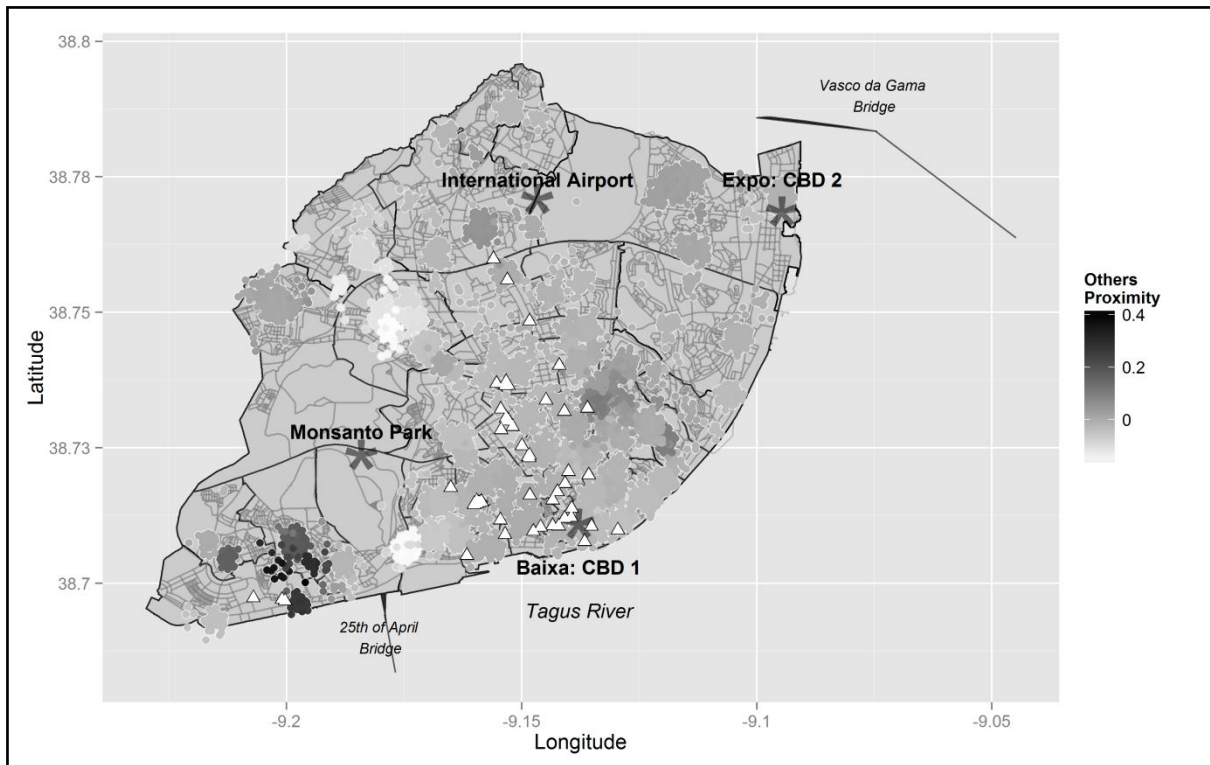 38.8
Vasco da Gama
Bridge
38.78
International Airport
Expo: CBD 2
Others
Proximity
0.4
38.75
0.2
Latitude
0
Monsanto Park
38.73
Baixa: CBD 1
38.7
Tagus River
25th of April
Bridge
-9.2
-9.15
-9.1
-9.05
Longitude